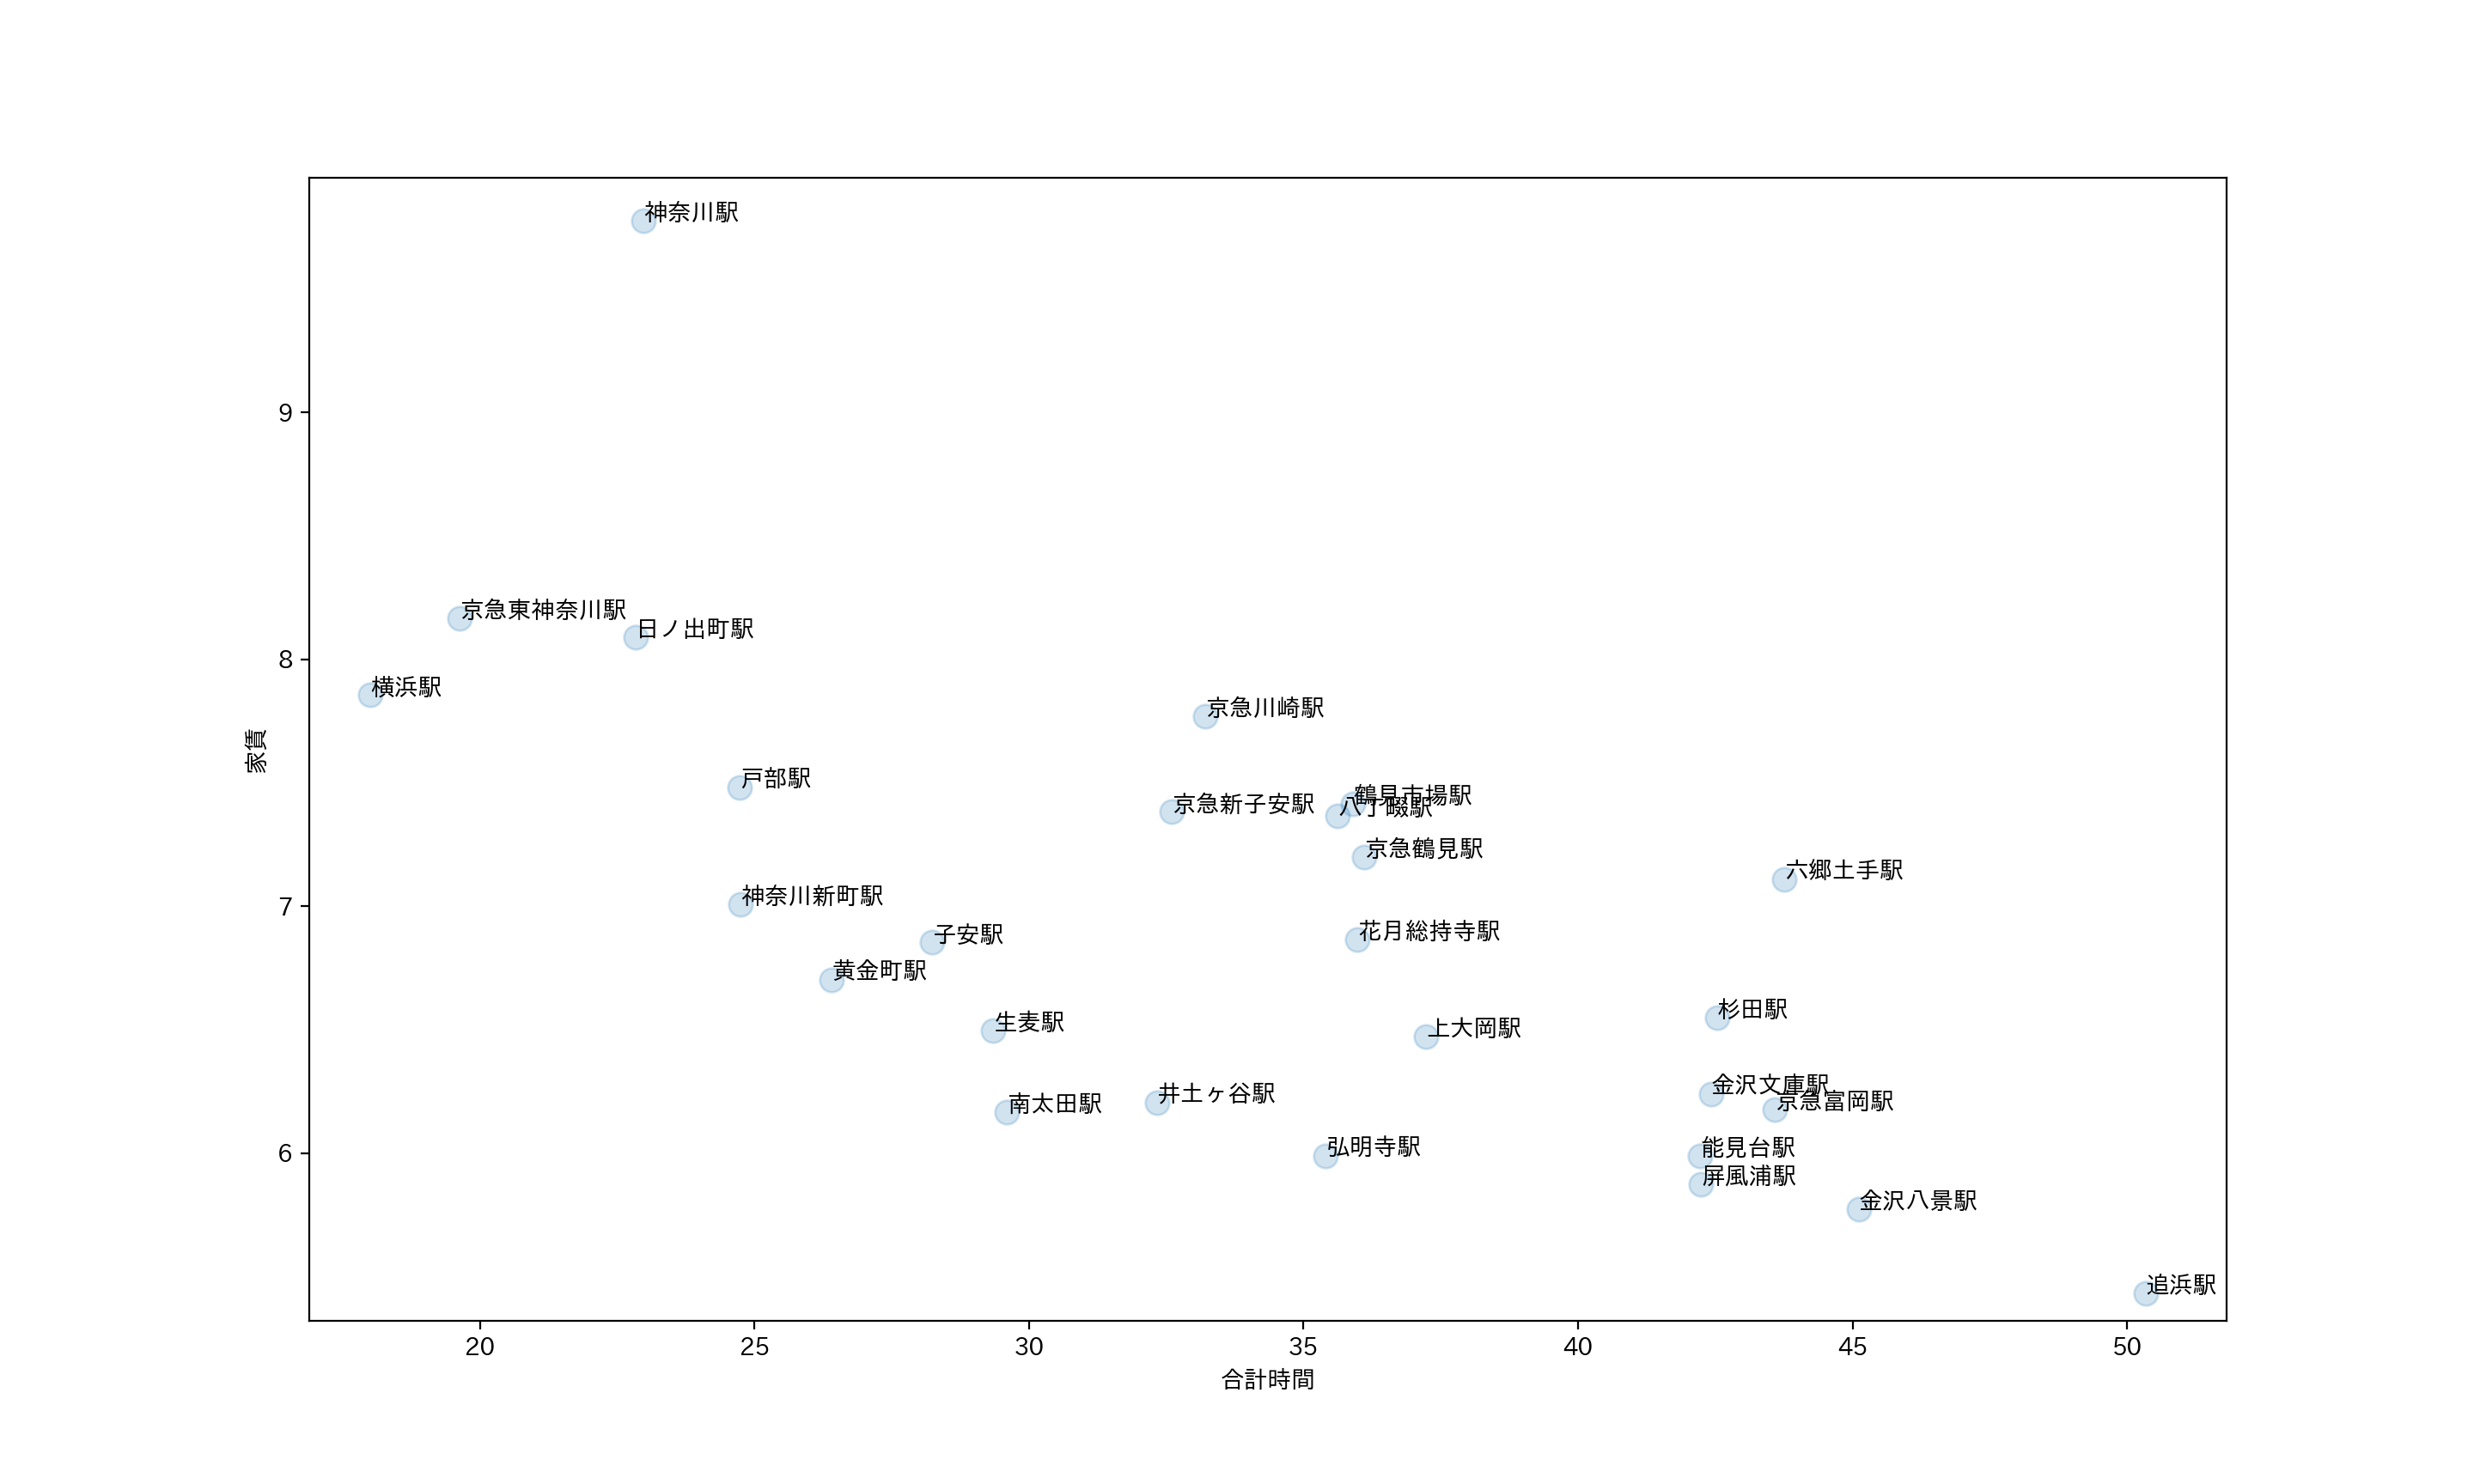 神奈川駅
9
京急東神奈川駅
日ノ出町駅
8
横浜駅
京急川崎駅
家賃
戸部駅
鶴見市場駅
京急新子安駅
八丁畷駅
京急鶴見駅
六郷土手駅
神奈川新町駅
7
花月総持寺駅
子安駅
黄金町駅
杉田駅
生麦駅
上大岡駅
金沢文庫駅
井土ヶ谷駅
京急富岡駅
南太田駅
弘明寺駅
能見台駅
6
屏風浦駅
金沢八景駅
追浜駅
20 25 30 35 40 45 50
合計時間